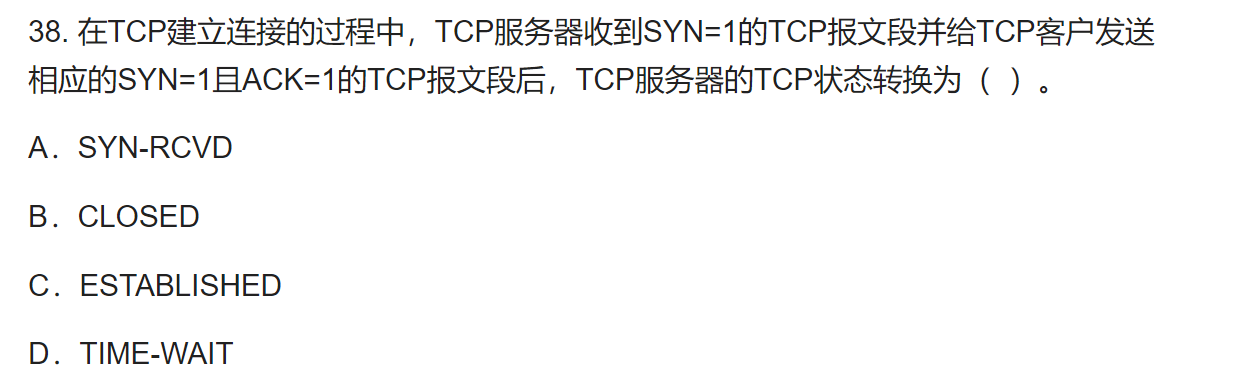 38. 在TCP建立连接的过程中，TCP服务器收到SYN=1的TCP报文段并给TCP客户发送
相应的SYN=1且ACK=1的TCP报文段后，TCP服务器的TCP状态转换为（ ）。
A．SYN-RCVD
B．CLOSED
C．ESTABLISHED
D．TIME-WAIT